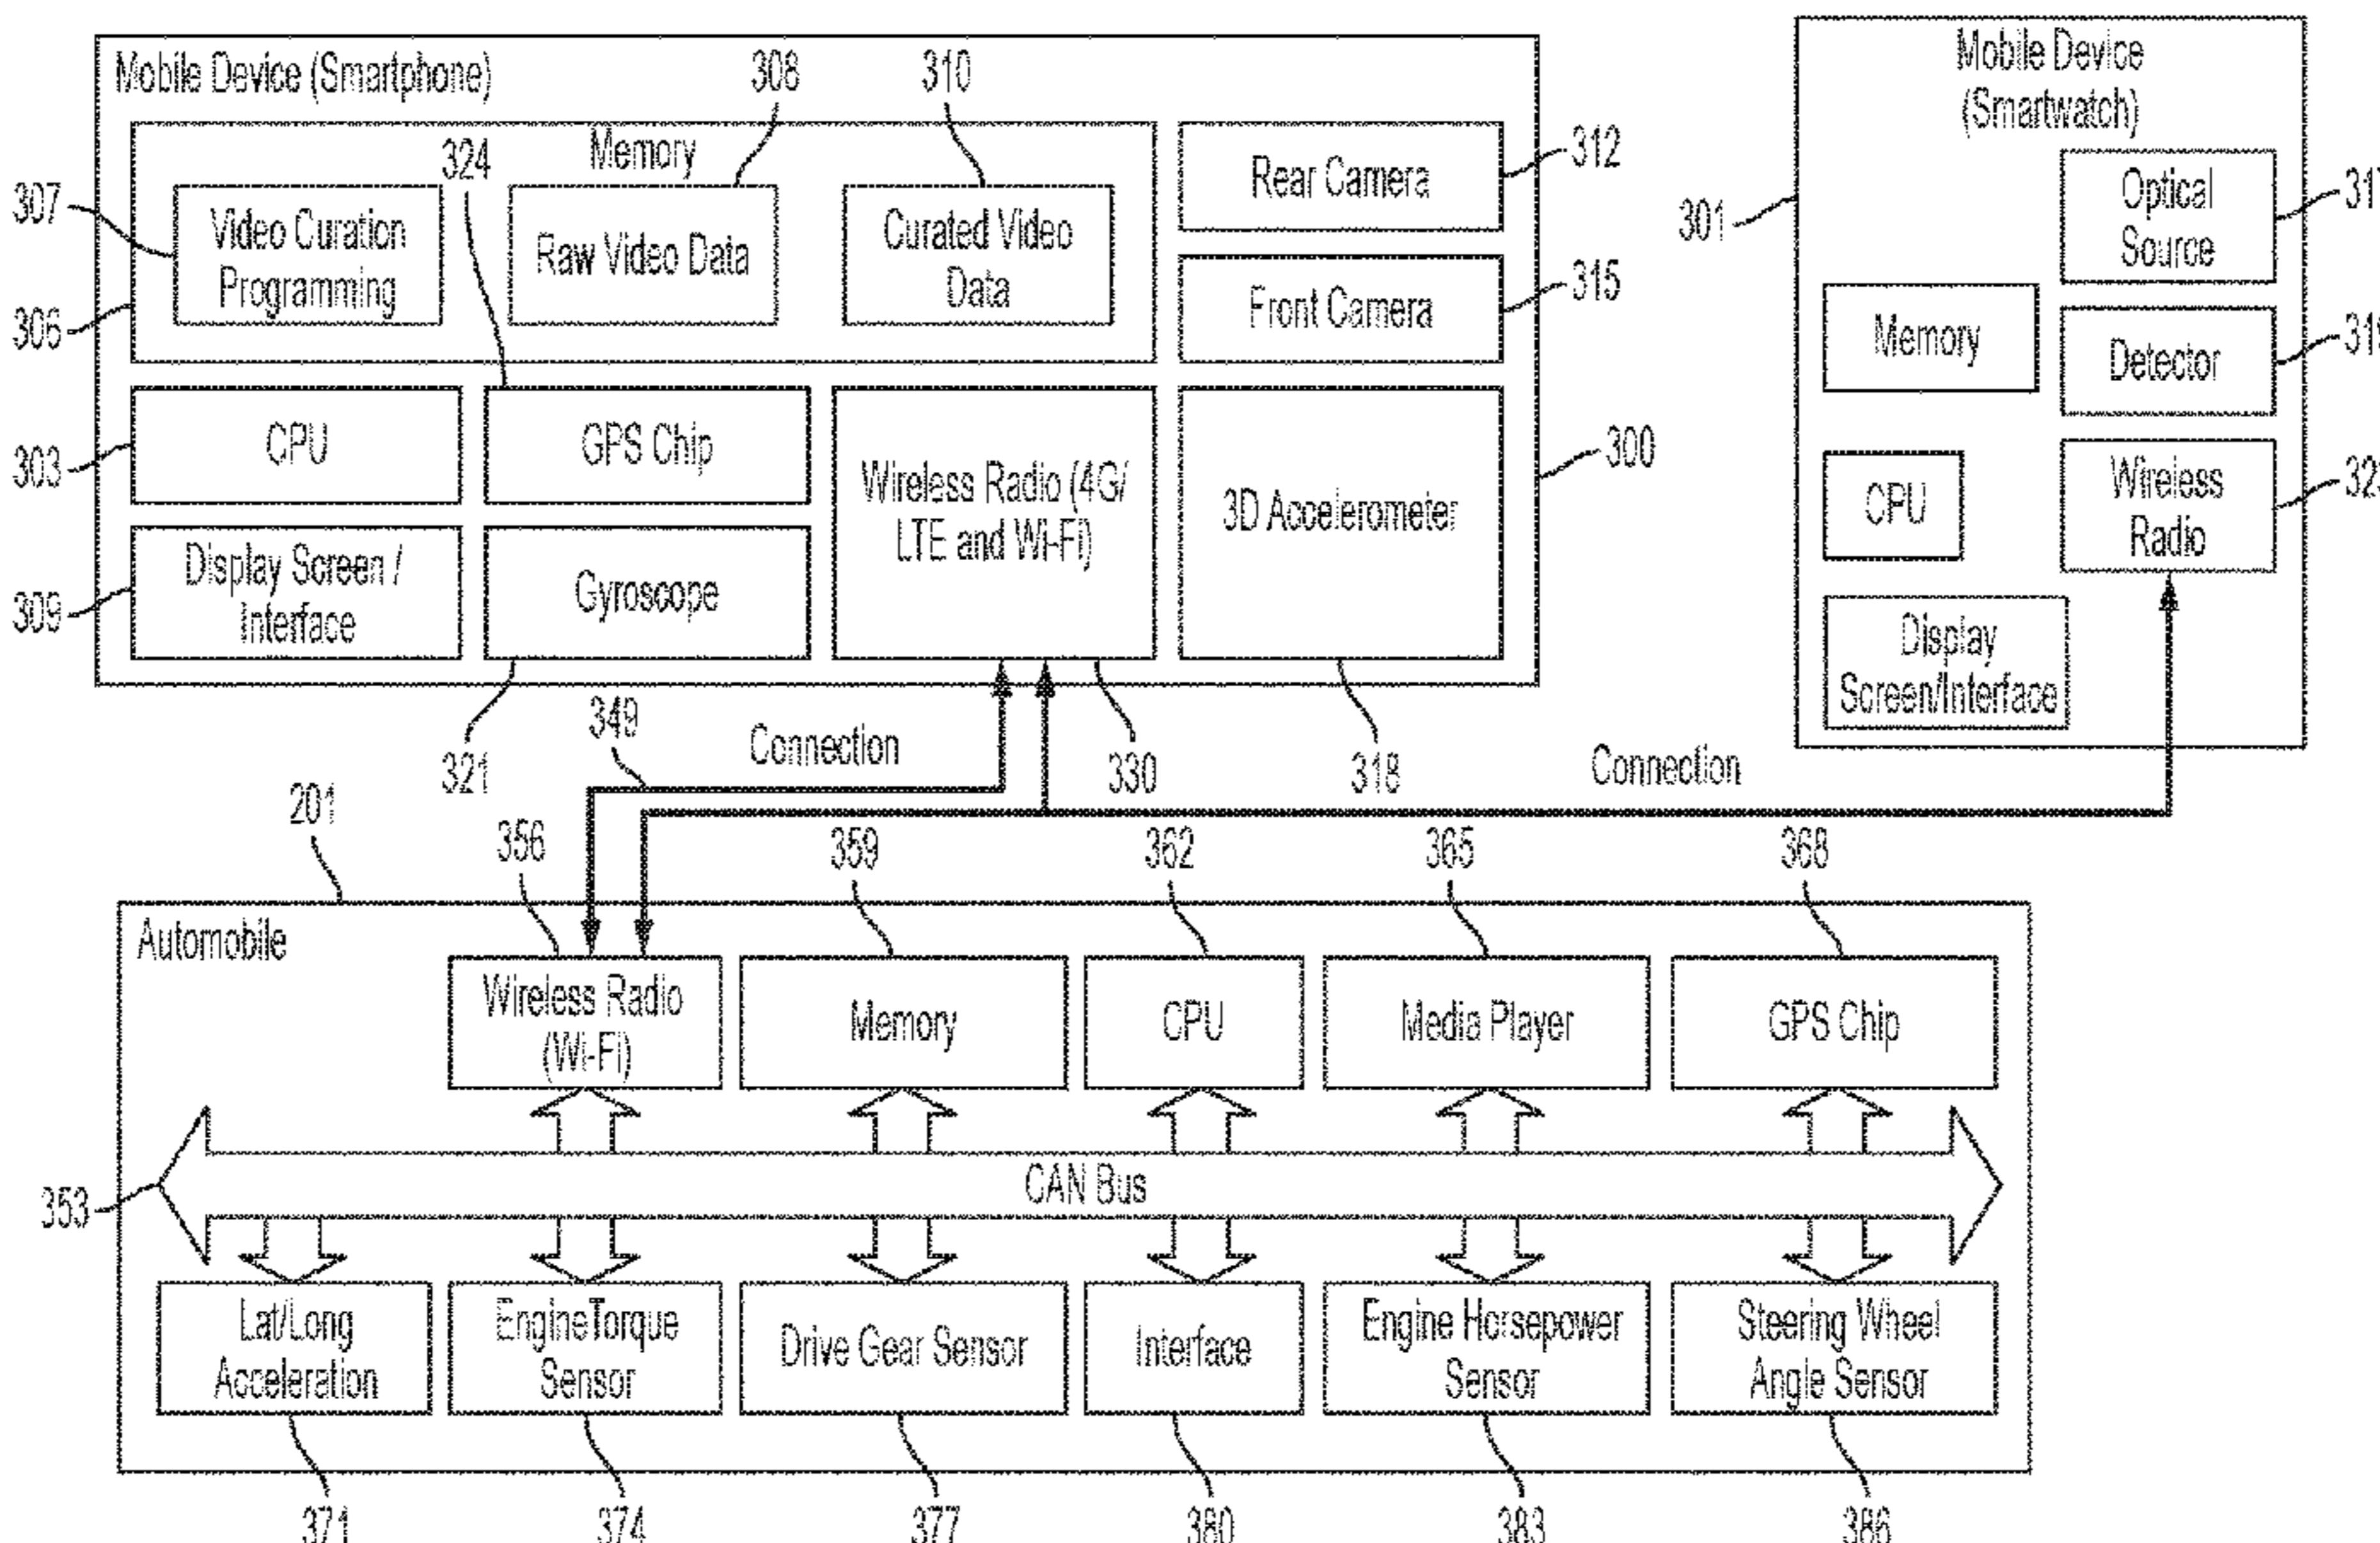 Mobile Device (Smartphone)
308
310
Memory
324
307
Video Curation
Programming
Raw Video Data
Curated Video
Data
306
Rear Camera
312
Front Camera
315
303
CPU
GPS Chip
Wireless Radio (4G/
LTE and Wi-Fi)
3D Accelerometer
300
309
Display Screen /
Interface
Gyroscope
321
349
Connection
330
318
Mobile Device
(Smartwatch)
301
Optical
Source
Memory
Detector
CPU
Wireless
Radio
Display
Screen/Interface
Connection
201
356
359
362
365
368
Automobile
Wireless Radio
(Wi-Fi)
Memory
CPU
Media Player
GPS Chip
353
CAN Bus
Lat/Long
Acceleration
EngineTorque
Sensor
Drive Gear Sensor
Interface
Engine Horsepower
Sensor
Steering Wheel
Angle Sensor
371
374
377
380
383
386